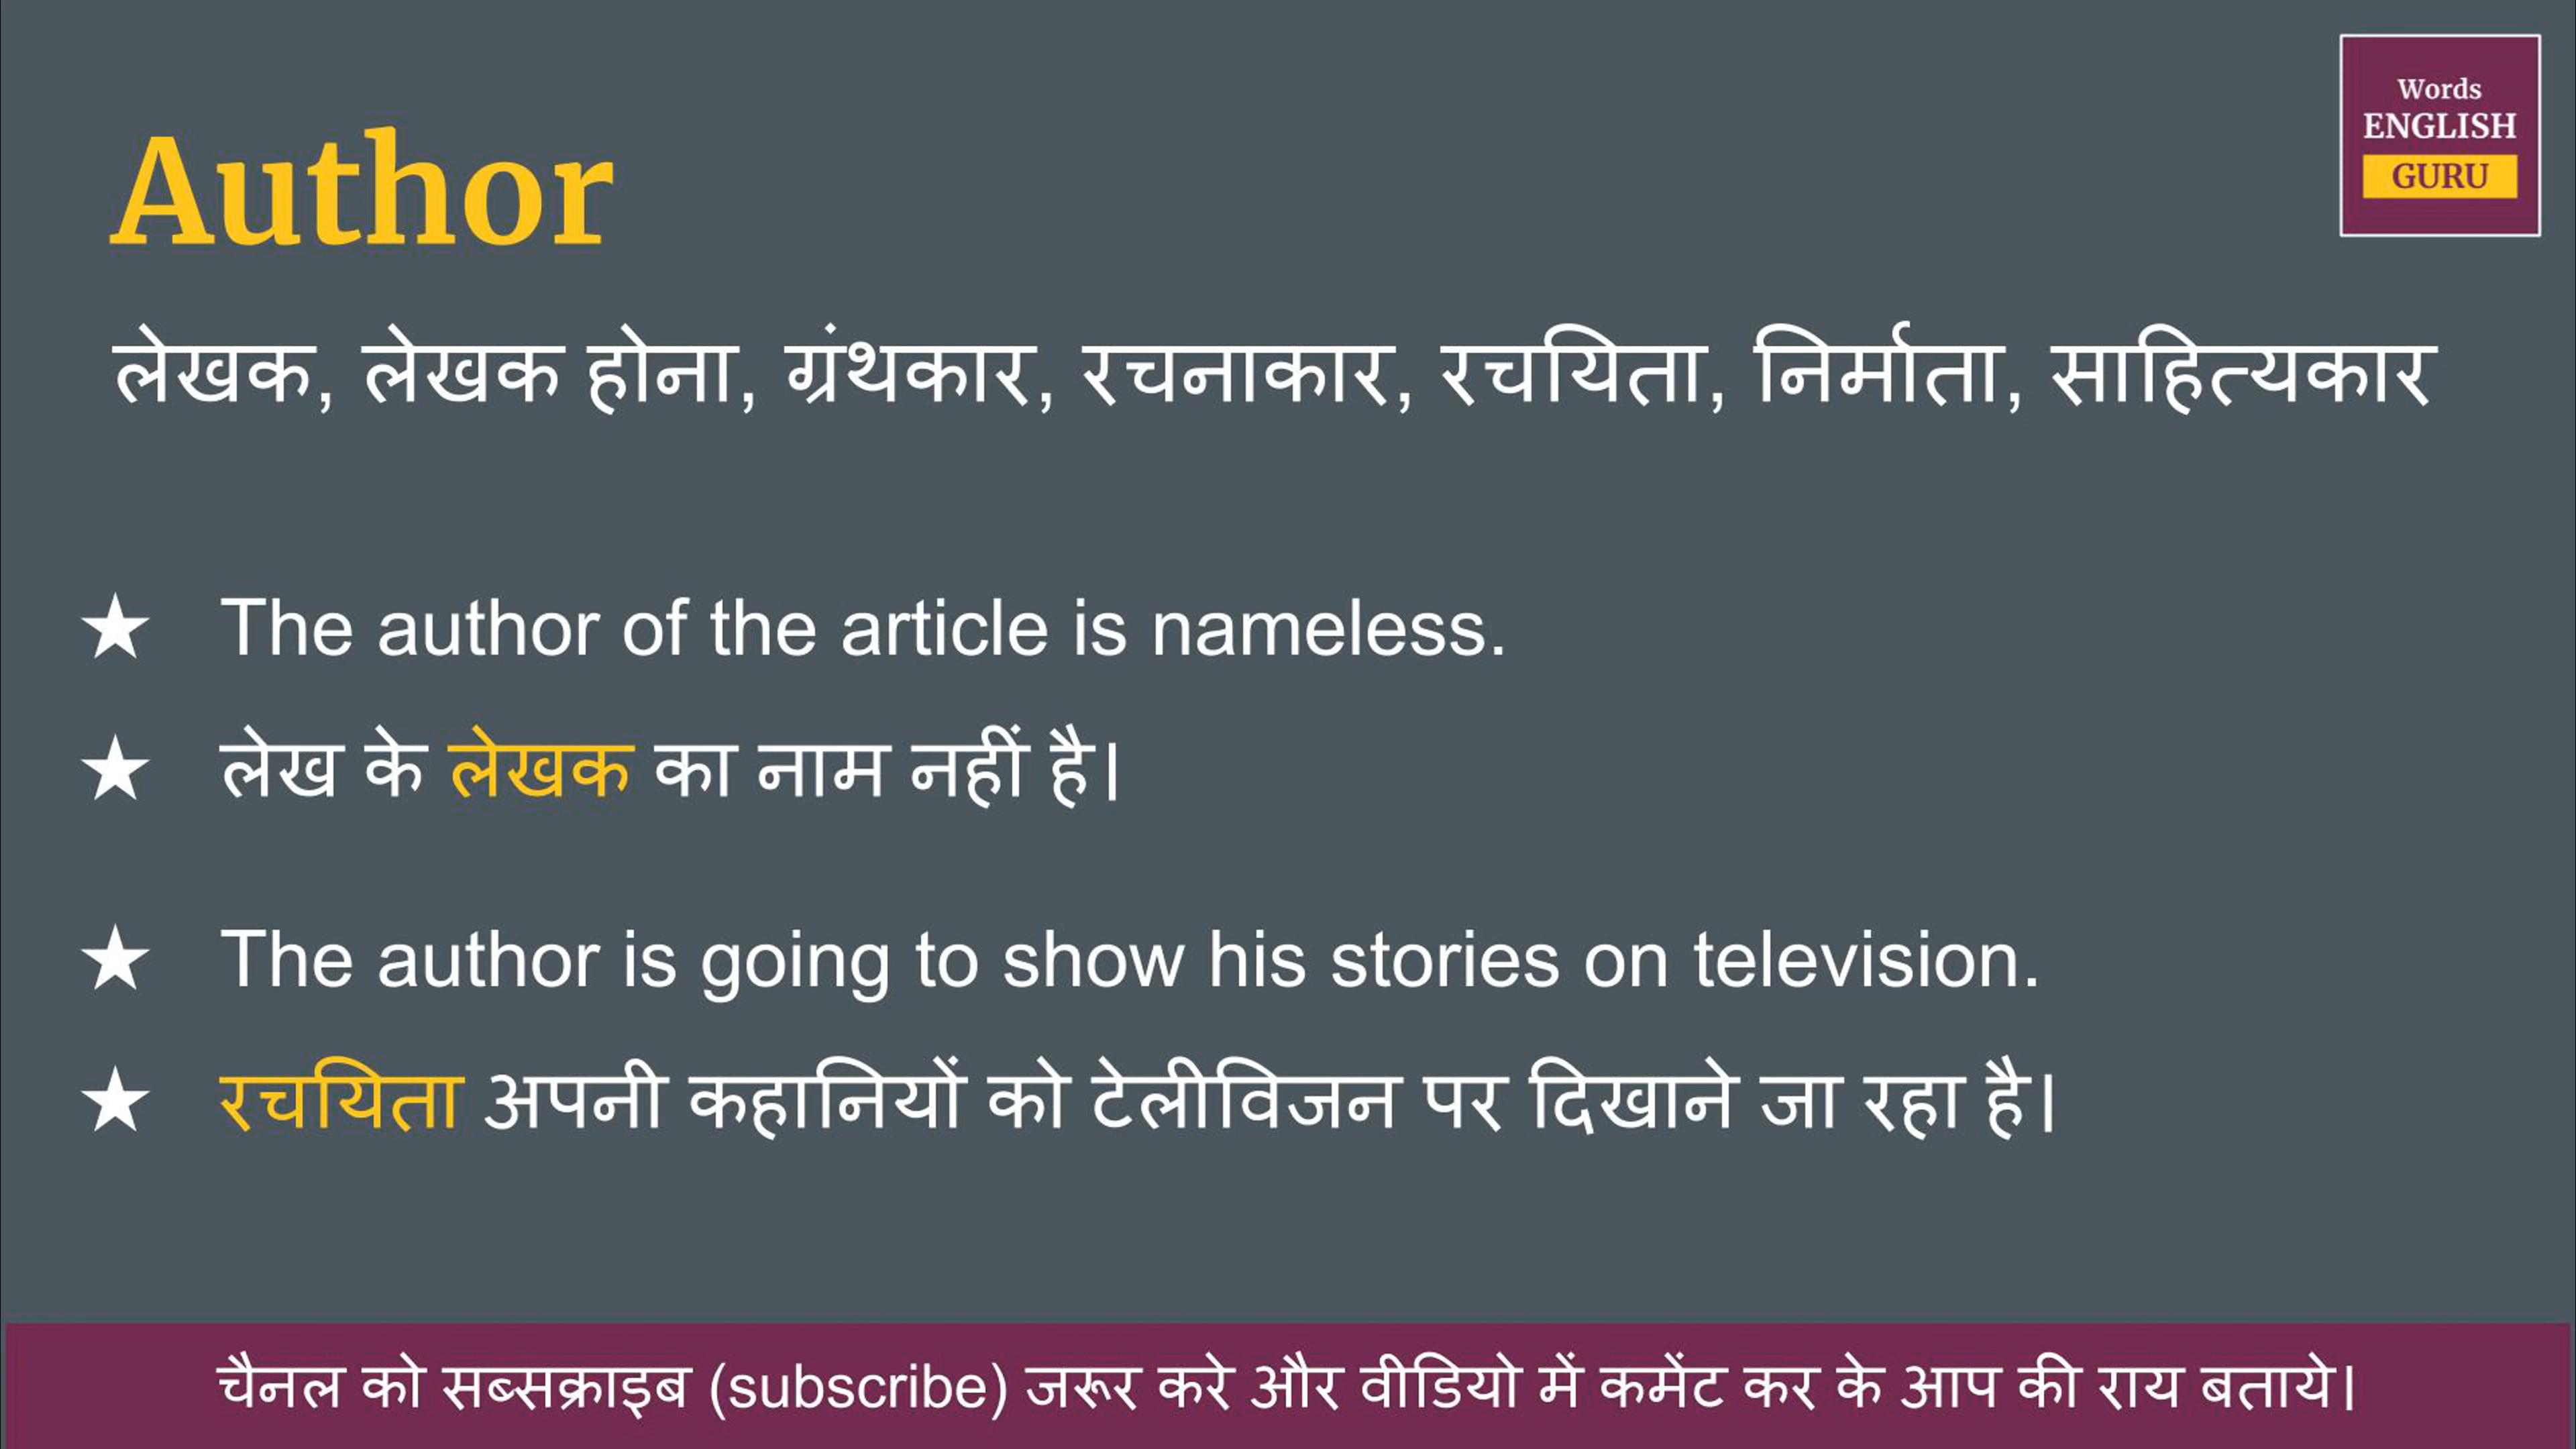 Words
ENGLISH
GURU
Author
लेखक, लेखक होना, ग्रंथकार, रचनाकार, रचयिता, निर्माता, साहित्यकार
★ The author of the article is nameless.
★ लेख के लेखक का नाम नहीं है।
★ The author is going to show his stories on television.
★ रचयिता अपनी कहानियों को टेलीविजन पर दिखाने जा रहा है।
चैनल को सब्सक्राइब (subscribe) जरूर करे और वीडियो में कमेंट कर के आप की राय बताये।